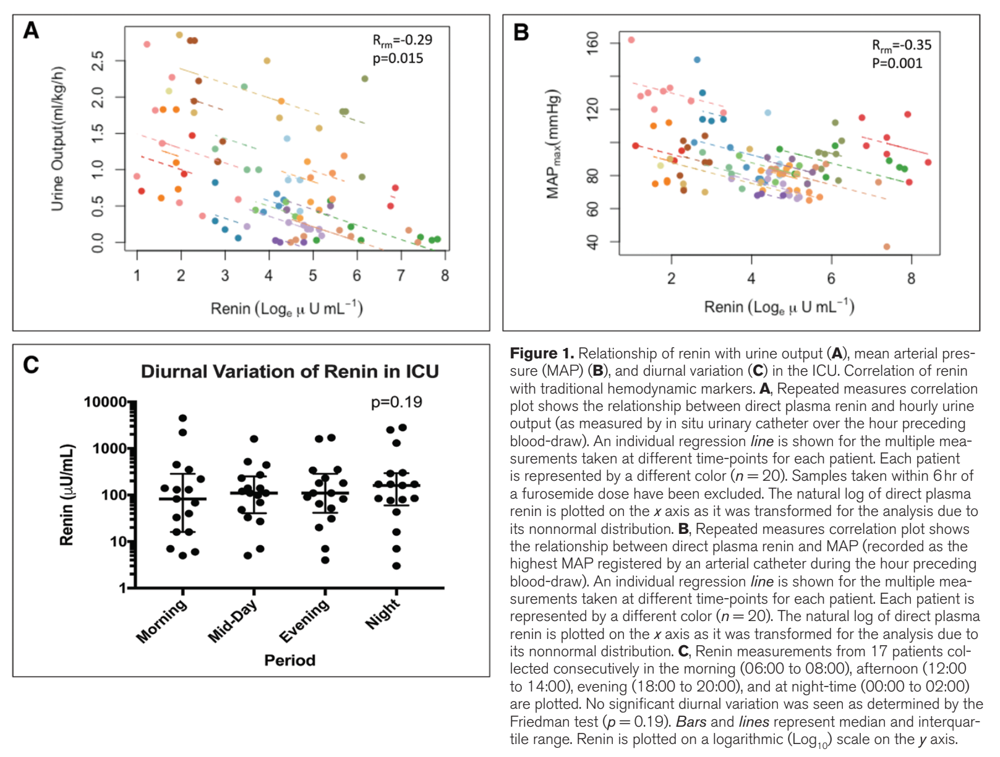 A
R_rm=-0.29
p=0.015
Urine Output(ml/kg/h)
2.5
2.0
1.5
1.0
0.5
0.0
1 2 3 4 5 6 7 8
Renin (Log_e μ U mL⁻¹)
B
R_rm=-0.35
P=0.001
MAP_max(mmHg)
160
120
80
60
40
2 4 6 8
Renin (Log_e μ U mL⁻¹)
C
Diurnal Variation of Renin in ICU
p=0.19
Renin (μU/mL)
10000
1000
100
10
1
Morning Mid-Day Evening Night
Period
Figure 1. Relationship of renin with urine output (A), mean arterial pres-
sure (MAP) (B), and diurnal variation (C) in the ICU. Correlation of renin
with traditional hemodynamic markers. A, Repeated measures correlation
plot shows the relationship between direct plasma renin and hourly urine
output (as measured by in situ urinary catheter over the hour preceding
blood-draw). An individual regression line is shown for the multiple mea-
surements taken at different time-points for each patient. Each patient
is represented by a different color (n = 20). Samples taken within 6 hr of
a furosemide dose have been excluded. The natural log of direct plasma
renin is plotted on the x axis as it was transformed for the analysis due to
its nonnormal distribution. B, Repeated measures correlation plot shows
the relationship between direct plasma renin and MAP (recorded as the
highest MAP registered by an arterial catheter during the hour preceding
blood-draw). An individual regression line is shown for the multiple mea-
surements taken at different time-points for each patient. Each patient is
represented by a different color (n = 20). The natural log of direct plasma
renin is plotted on the x axis as it was transformed for the analysis due to
its nonnormal distribution. C, Renin measurements from 17 patients col-
lected consecutively in the morning (06:00 to 08:00), afternoon (12:00
to 14:00), evening (18:00 to 20:00), and at night-time (00:00 to 02:00)
are plotted. No significant diurnal variation was seen as determined by the
Friedman test (p = 0.19). Bars and lines represent median and interquar-
tile range. Renin is plotted on a logarithmic (Log₁₀) scale on the y axis.